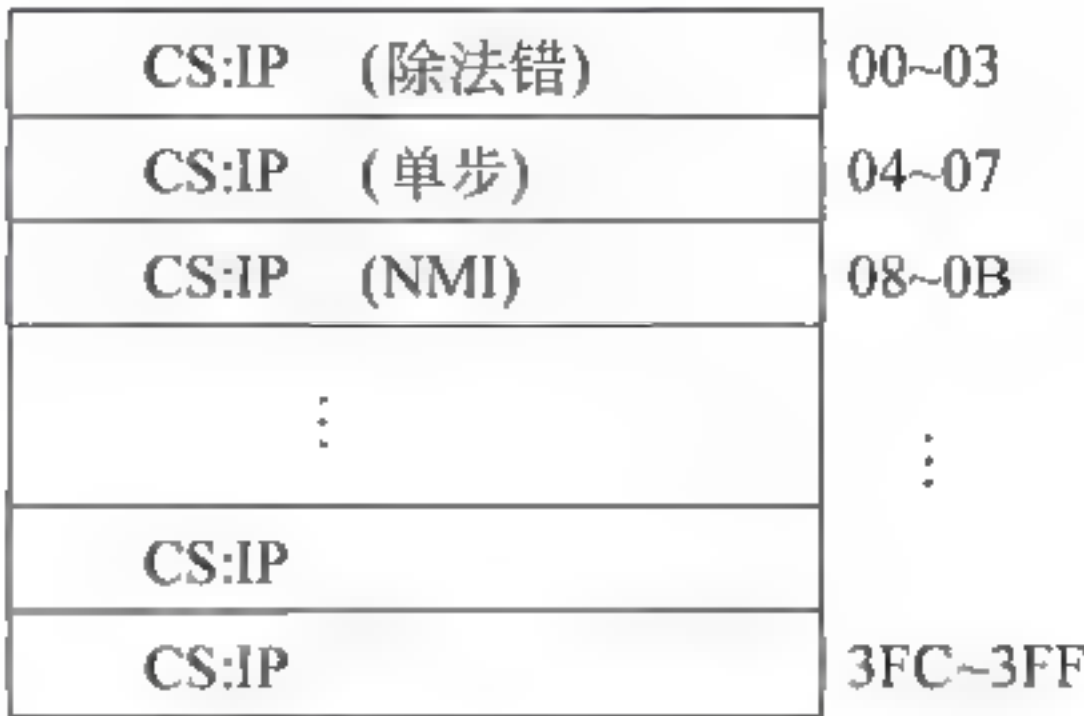 CS:IP (除法错) 00~03
CS:IP (单步) 04~07
CS:IP (NMI) 08~0B
⋮ ⋮
CS:IP
CS:IP 3FC~3FF